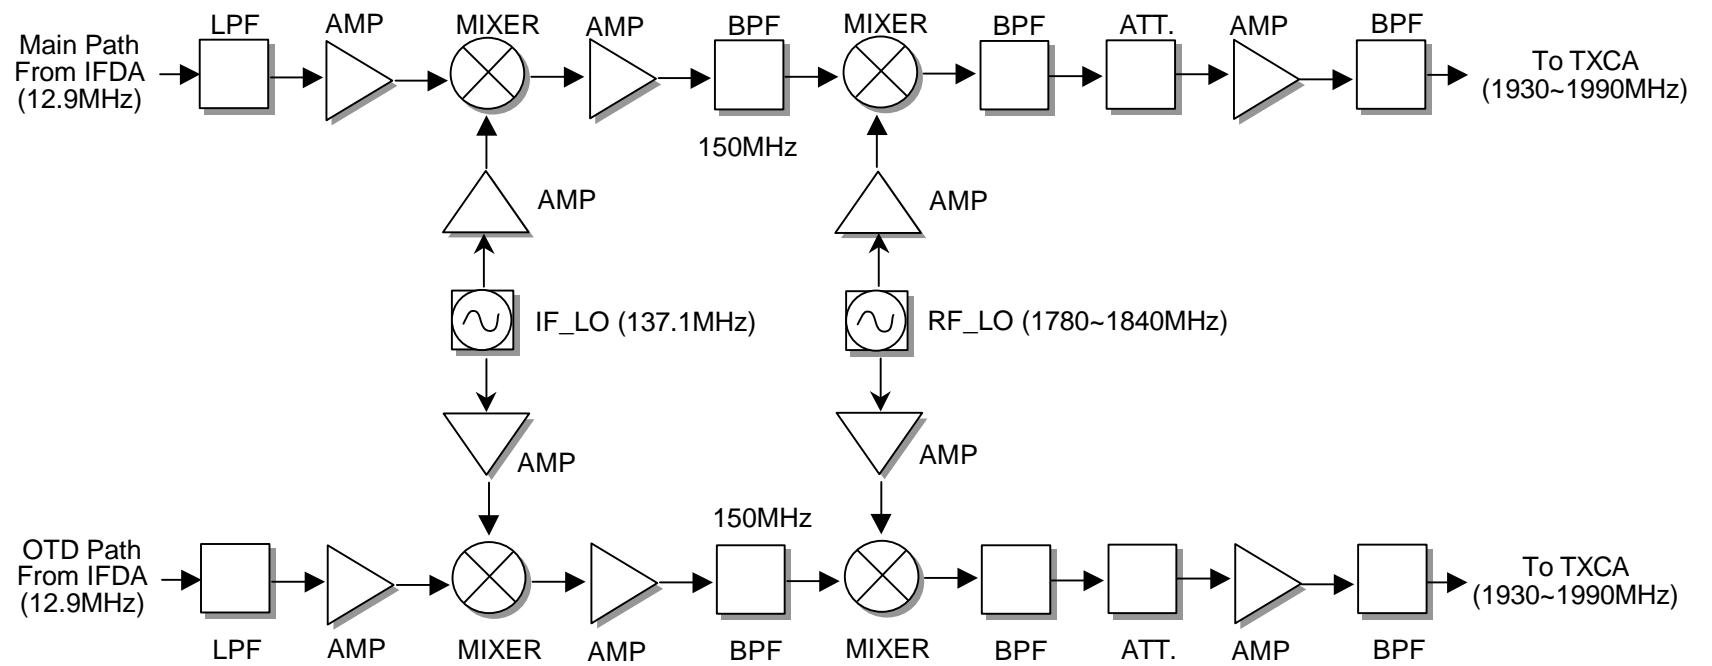 LPF
AMP
MIXER
AMP
BPF
MIXER
BPF
ATT.
AMP
BPF
Main Path
From IFDA
(12.9MHz)
To TXCA
(1930~1990MHz)
150MHz
AMP
AMP
IF_LO (137.1MHz)
RF_LO (1780~1840MHz)
AMP
AMP
150MHz
OTD Path
From IFDA
(12.9MHz)
To TXCA
(1930~1990MHz)
LPF
AMP
MIXER
AMP
BPF
MIXER
BPF
ATT.
AMP
BPF